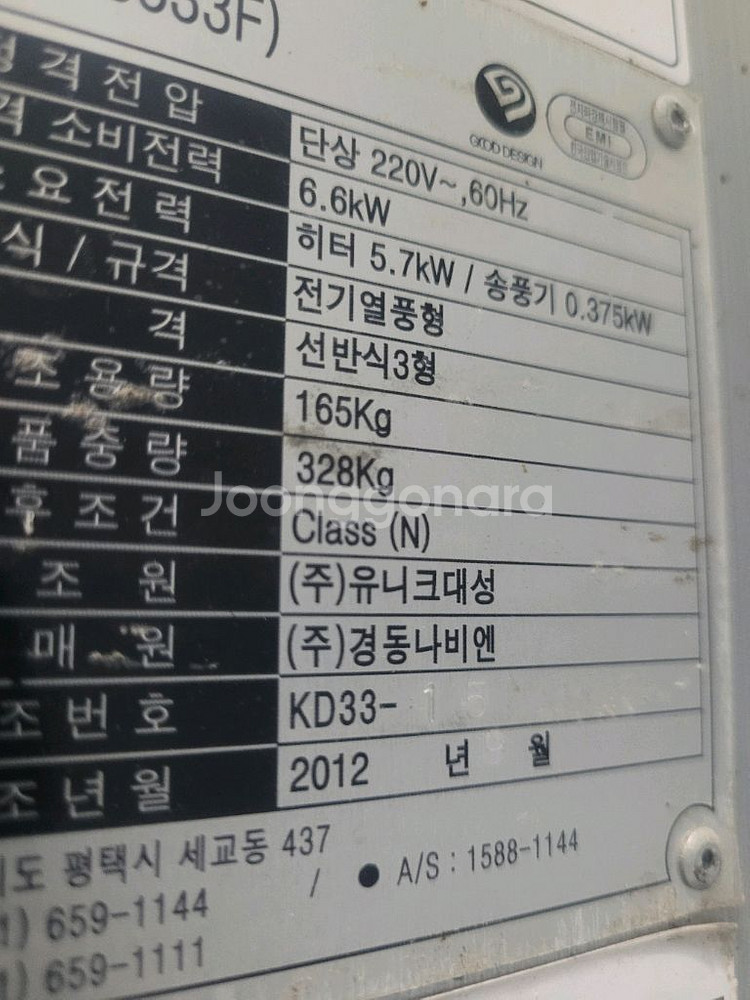 033F)
GOOD DESIGN
EMI
정격전압 단상 220V~,60Hz
격 소비전력 6.6kW
요전력 히터 5.7kW / 송풍기 0.375kW
식 / 규격 전기열풍형
격 선반식3형
조용량 165Kg
품중량 328Kg
후조건 Class (N)
조 원 (주)유니크대성
매 원 (주)경동나비엔
조번호 KD33- 15
조년월 2012 년 월
도 평택시 세교동 437
/ ● A/S : 1588-1144
1) 659-1144
1) 659-1111
Joonggonara